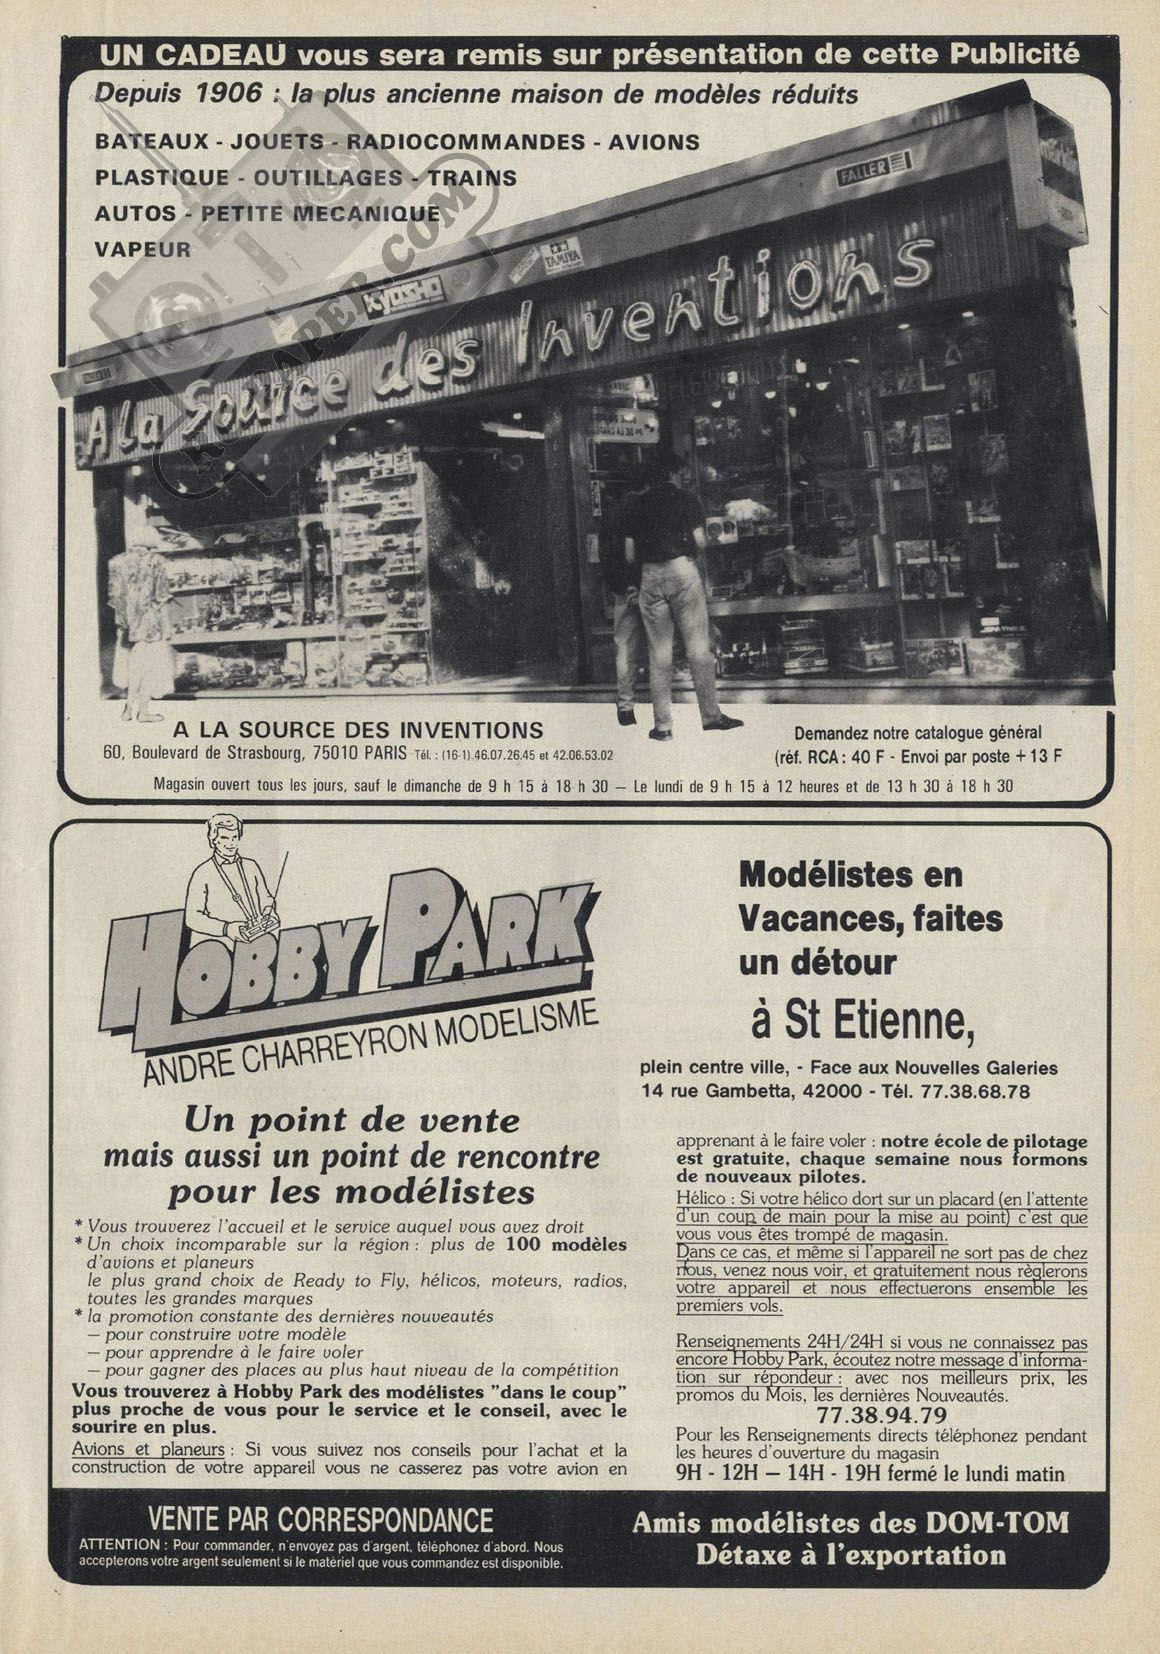 UN CADEAU vous sera remis sur présentation de cette Publicité
Depuis 1906 : la plus ancienne maison de modèles réduits
BATEAUX - JOUETS - RADIOCOMMANDES - AVIONS
PLASTIQUE - OUTILLAGES - TRAINS
AUTOS - PETITE MECANIQUE
VAPEUR
FALLER
TAMIYA
KYOSHO
FALLER
A La Source des Inventions
A LA SOURCE DES INVENTIONS
60, Boulevard de Strasbourg, 75010 PARIS Tél. : (16-1) 46.07.26.45 et 42.06.53.02
Demandez notre catalogue général
(réf. RCA : 40 F - Envoi par poste + 13 F
Magasin ouvert tous les jours, sauf le dimanche de 9 h 15 à 18 h 30 — Le lundi de 9 h 15 à 12 heures et de 13 h 30 à 18 h 30
HOBBY PARK
ANDRE CHARREYRON MODELISME
Modélistes en
Vacances, faites
un détour
à St Etienne,
plein centre ville, - Face aux Nouvelles Galeries
14 rue Gambetta, 42000 - Tél. 77.38.68.78
Un point de vente
mais aussi un point de rencontre
pour les modélistes
* Vous trouverez l'accueil et le service auquel vous avez droit
* Un choix incomparable sur la région : plus de 100 modèles
d'avions et planeurs
le plus grand choix de Ready to Fly, hélicos, moteurs, radios,
toutes les grandes marques
* la promotion constante des dernières nouveautés
— pour construire votre modèle
— pour apprendre à le faire voler
— pour gagner des places au plus haut niveau de la compétition
Vous trouverez à Hobby Park des modélistes "dans le coup"
plus proche de vous pour le service et le conseil, avec le
sourire en plus.
Avions et planeurs : Si vous suivez nos conseils pour l'achat et la
construction de votre appareil vous ne casserez pas votre avion en
apprenant à le faire voler : notre école de pilotage
est gratuite, chaque semaine nous formons
de nouveaux pilotes.
Hélico : Si votre hélico dort sur un placard (en l'attente
d'un coup de main pour la mise au point) c'est que
vous vous êtes trompé de magasin.
Dans ce cas, et même si l'appareil ne sort pas de chez
nous, venez nous voir, et gratuitement nous règlerons
votre appareil et nous effectuerons ensemble les
premiers vols.
Renseignements 24H/24H si vous ne connaissez pas
encore Hobby Park, écoutez notre message d'informa-
tion sur répondeur : avec nos meilleurs prix, les
promos du Mois, les dernières Nouveautés.
77.38.94.79
Pour les Renseignements directs téléphonez pendant
les heures d'ouverture du magasin
9H - 12H — 14H - 19H fermé le lundi matin
VENTE PAR CORRESPONDANCE
ATTENTION : Pour commander, n'envoyez pas d'argent, téléphonez d'abord. Nous
accepterons votre argent seulement si le matériel que vous commandez est disponible.
Amis modélistes des DOM-TOM
Détaxe à l'exportation